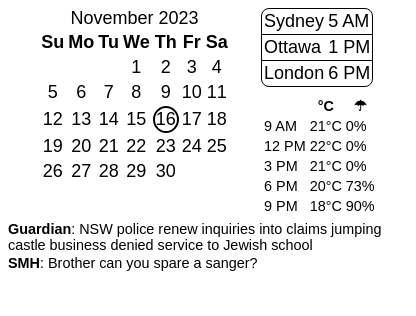 November 2023
Su Mo Tu We Th Fr Sa
1 2 3 4
5 6 7 8 9 10 11
12 13 14 15 16 17 18
19 20 21 22 23 24 25
26 27 28 29 30
Sydney 5 AM
Ottawa 1 PM
London 6 PM
°C ☂
9 AM 21°C 0%
12 PM 22°C 0%
3 PM 21°C 0%
6 PM 20°C 73%
9 PM 18°C 90%
Guardian: NSW police renew inquiries into claims jumping
castle business denied service to Jewish school
SMH: Brother can you spare a sanger?